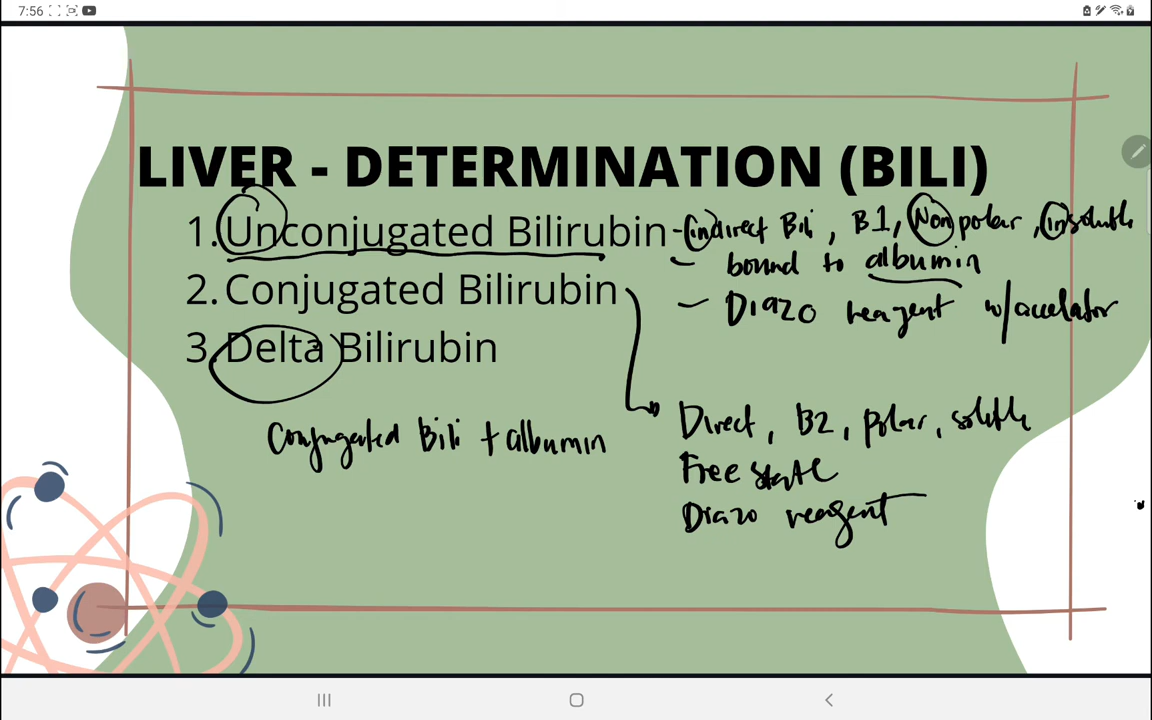 7:56
LIVER - DETERMINATION (BILI)
1. Unconjugated Bilirubin - indirect Bili, B1, Nonpolar, insoluble
- bound to albumin
2. Conjugated Bilirubin
- Diazo reagent w/accelator
3. Delta Bilirubin
Direct, B2, polar, soluble
Conjugated Bili + albumin
Free state
Diazo reagent